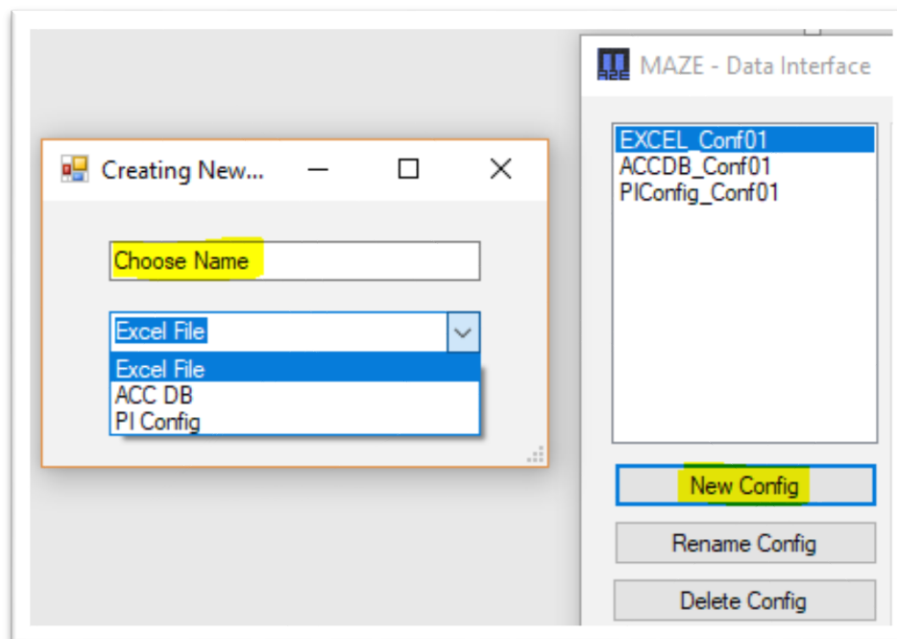 MAZE - Data Interface
EXCEL_Conf01
ACCDB_Conf01
PIConfig_Conf01
New Config
Rename Config
Delete Config
Creating New...
Choose Name
Excel File
Excel File
ACC DB
PI Config